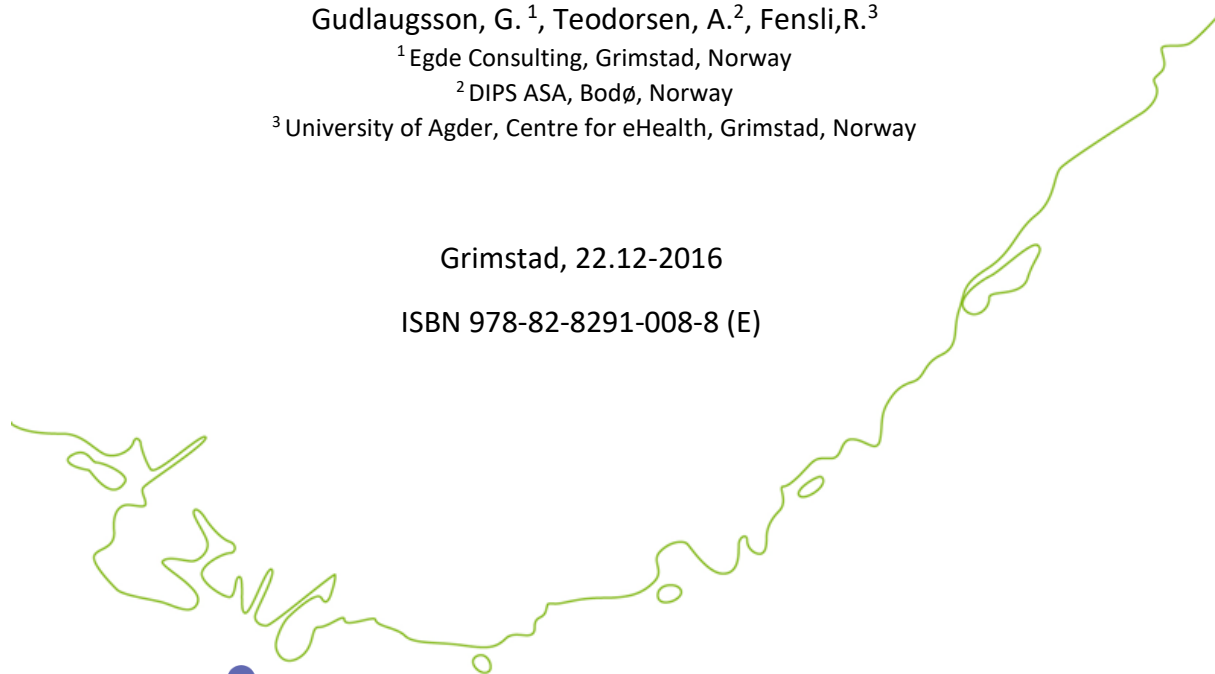 Gudlaugsson, G. ¹, Teodorsen, A.², Fensli,R.³
¹ Egde Consulting, Grimstad, Norway
² DIPS ASA, Bodø, Norway
³ University of Agder, Centre for eHealth, Grimstad, Norway
Grimstad, 22.12-2016
ISBN 978-82-8291-008-8 (E)